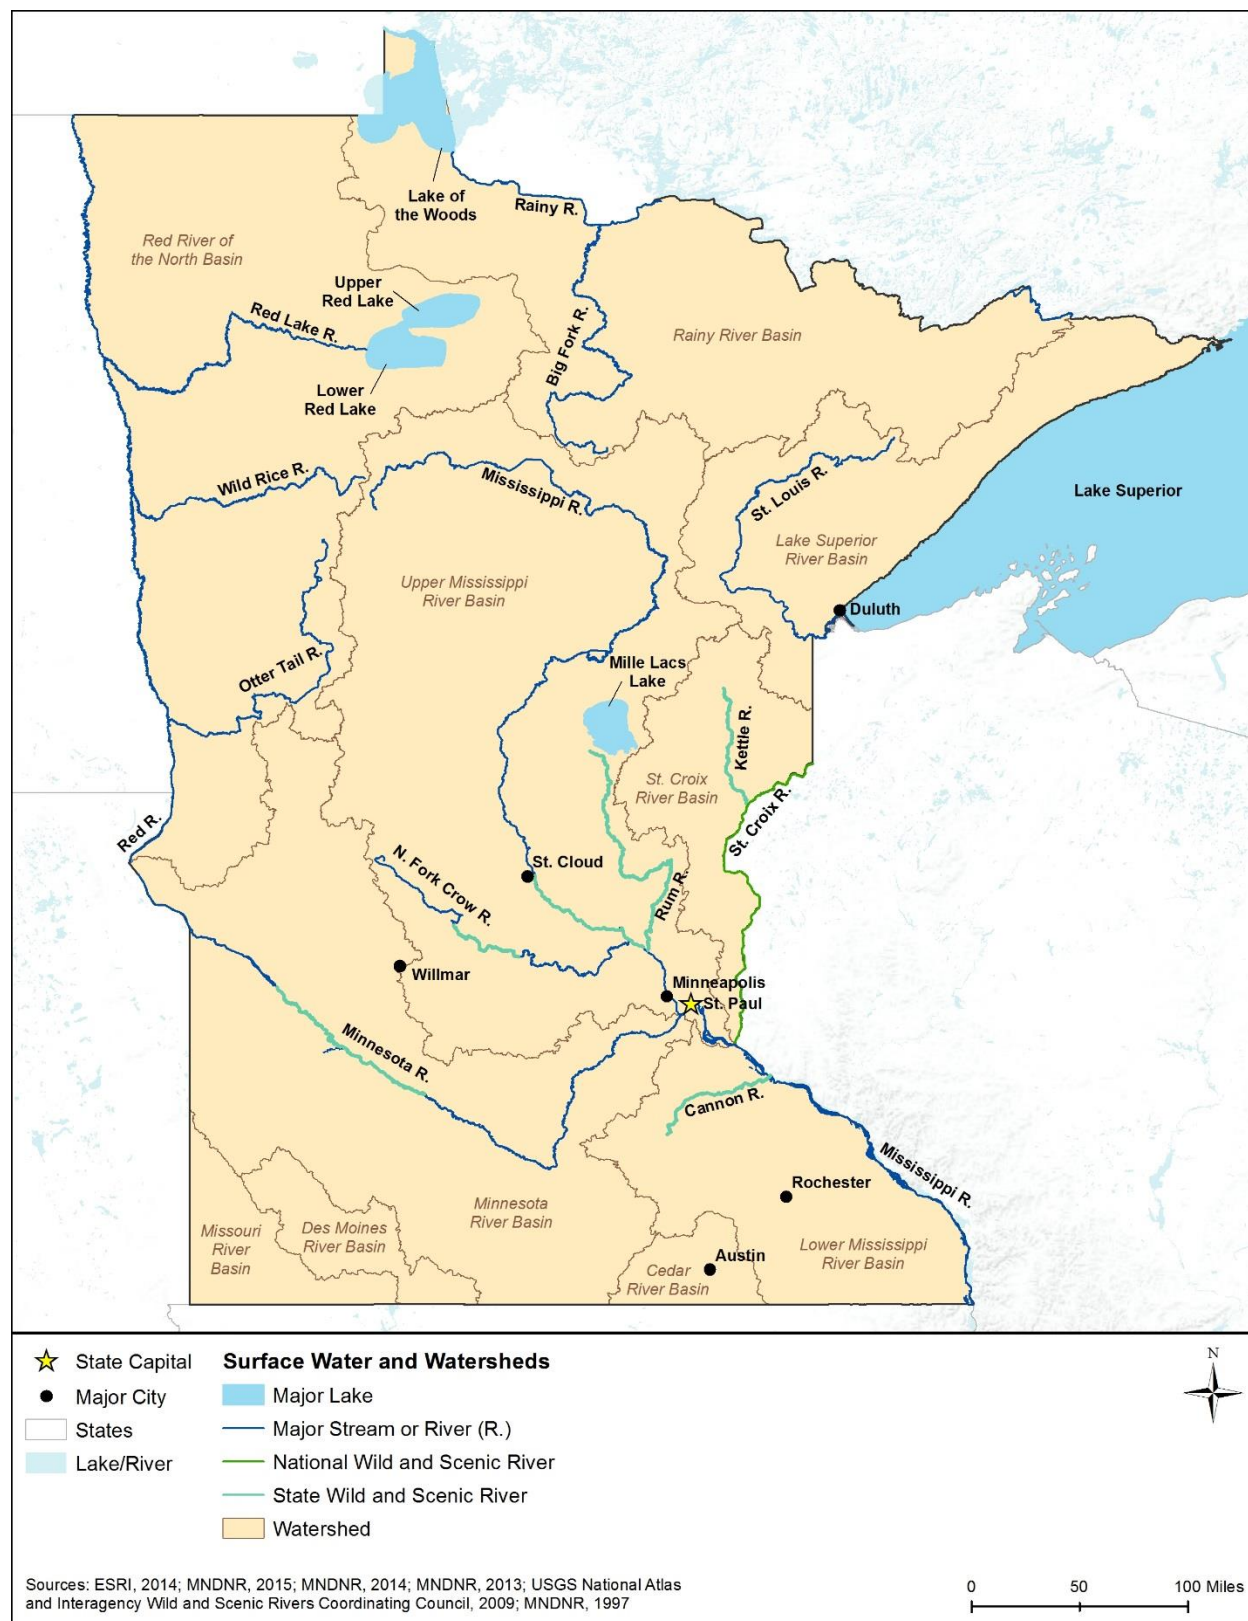 Lake of
the Woods
Rainy R.
Red River of
the North Basin
Upper
Red Lake
Red Lake R.
Big Fork R.
Rainy River Basin
Lower
Red Lake
Wild Rice R.
Mississippi R.
St. Louis R.
Lake Superior
Lake Superior
River Basin
Upper Mississippi
River Basin
Duluth
Otter Tail R.
Mille Lacs
Lake
Kettle R.
St. Croix
River Basin
St. Croix R.
Red R.
N. Fork Crow R.
St. Cloud
Rum R.
Willmar
Minneapolis
St. Paul
Minnesota R.
Cannon R.
Mississippi R.
Rochester
Minnesota
River Basin
Missouri
River
Basin
Des Moines
River Basin
Austin
Cedar
River Basin
Lower Mississippi
River Basin
State Capital
Major City
States
Lake/River
Surface Water and Watersheds
Major Lake
Major Stream or River (R.)
National Wild and Scenic River
State Wild and Scenic River
Watershed
N
Sources: ESRI, 2014; MNDNR, 2015; MNDNR, 2014; MNDNR, 2013; USGS National Atlas
and Interagency Wild and Scenic Rivers Coordinating Council, 2009; MNDNR, 1997
0 50 100 Miles